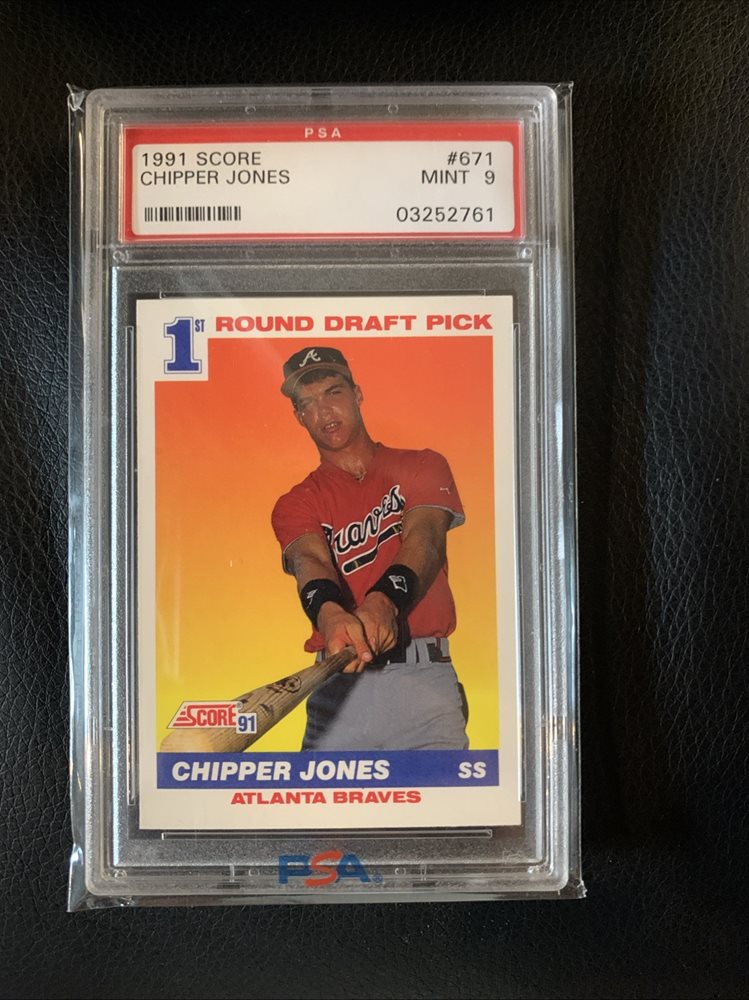 PSA
1991 SCORE #671
CHIPPER JONES MINT 9
03252761
1ST ROUND DRAFT PICK
A
Braves
SCORE 91
CHIPPER JONES SS
ATLANTA BRAVES
PSA